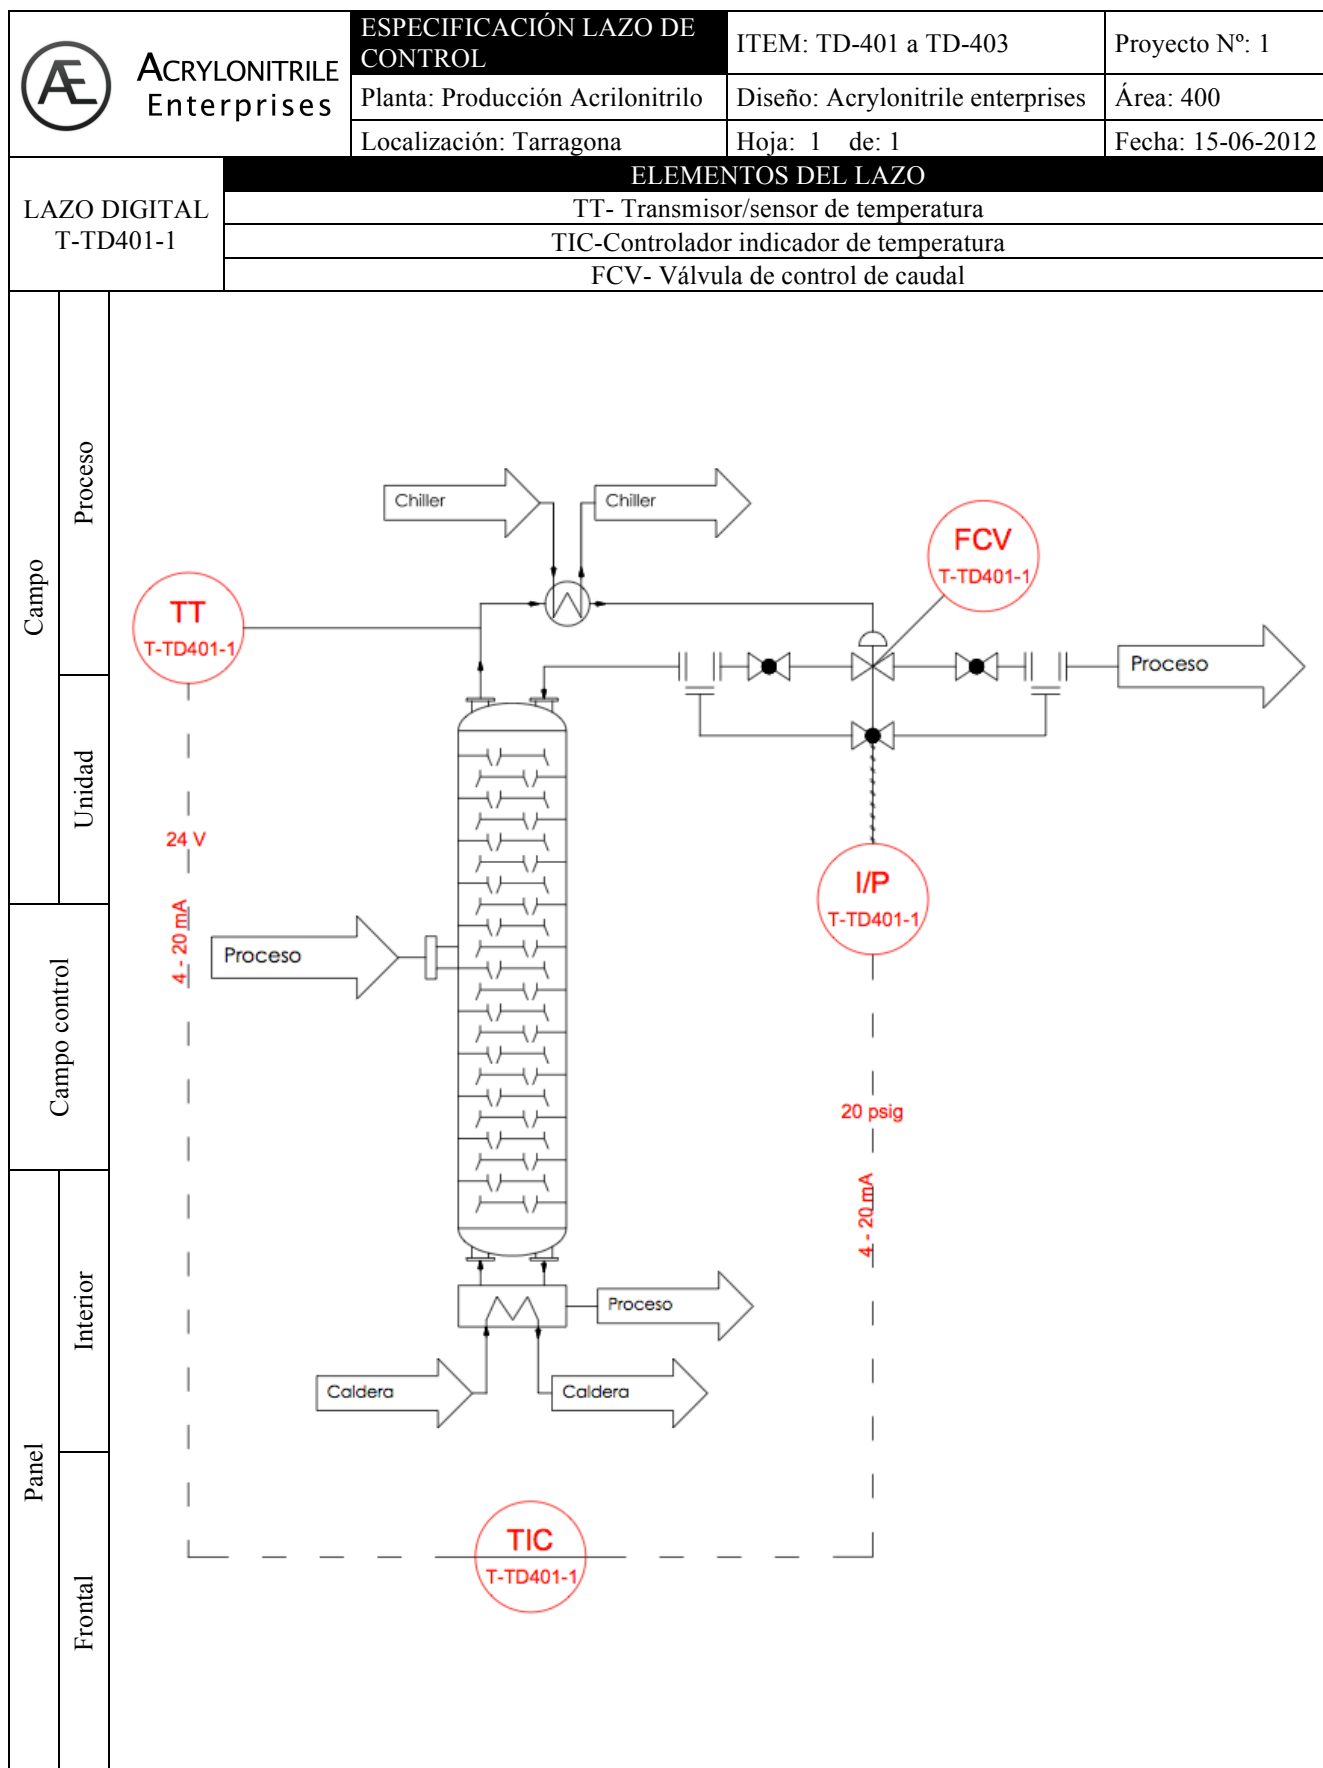 Æ
ACRYLONITRILE
Enterprises
ESPECIFICACIÓN LAZO DE
CONTROL
ITEM: TD-401 a TD-403
Proyecto Nº: 1
Planta: Producción Acrilonitrilo
Diseño: Acrylonitrile enterprises
Área: 400
Localización: Tarragona
Hoja: 1 de: 1
Fecha: 15-06-2012
LAZO DIGITAL
T-TD401-1
ELEMENTOS DEL LAZO
TT- Transmisor/sensor de temperatura
TIC-Controlador indicador de temperatura
FCV- Válvula de control de caudal
Campo
Proceso
Unidad
Campo control
Panel
Interior
Frontal
Chiller
Chiller
FCV
T-TD401-1
TT
T-TD401-1
Proceso
24 V
4 - 20 mA
I/P
T-TD401-1
Proceso
20 psig
4 - 20 mA
Proceso
Caldera
Caldera
TIC
T-TD401-1